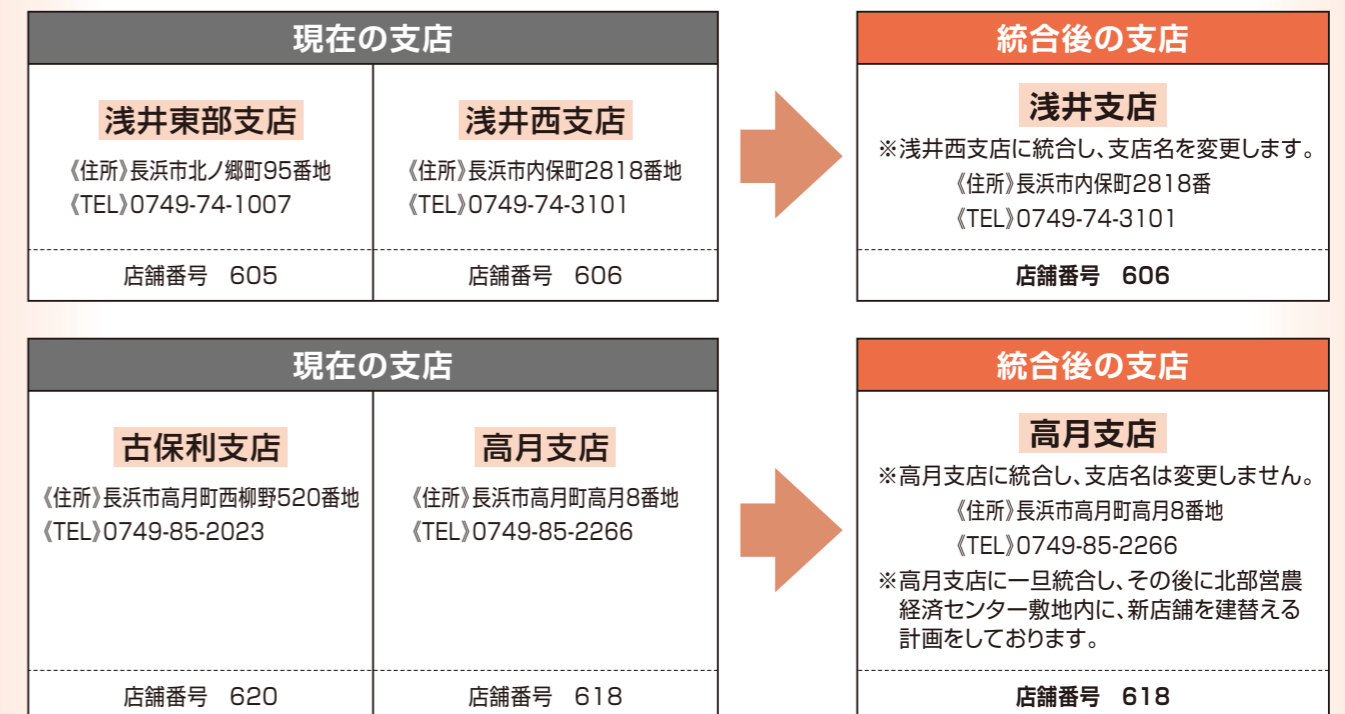 現在の支店
浅井東部支店
《住所》長浜市北ノ郷町95番地
《TEL》0749-74-1007
店舗番号　605
浅井西支店
《住所》長浜市内保町2818番地
《TEL》0749-74-3101
店舗番号　606
統合後の支店
浅井支店
※浅井西支店に統合し、支店名を変更します。
《住所》長浜市内保町2818番
《TEL》0749-74-3101
店舗番号　606
現在の支店
古保利支店
《住所》長浜市高月町西柳野520番地
《TEL》0749-85-2023
店舗番号　620
高月支店
《住所》長浜市高月町高月8番地
《TEL》0749-85-2266
店舗番号　618
統合後の支店
高月支店
※高月支店に統合し、支店名は変更しません。
《住所》長浜市高月町高月8番地
《TEL》0749-85-2266
※高月支店に一旦統合し、その後に北部営農
経済センター敷地内に、新店舗を建替える
計画をしております。
店舗番号　618